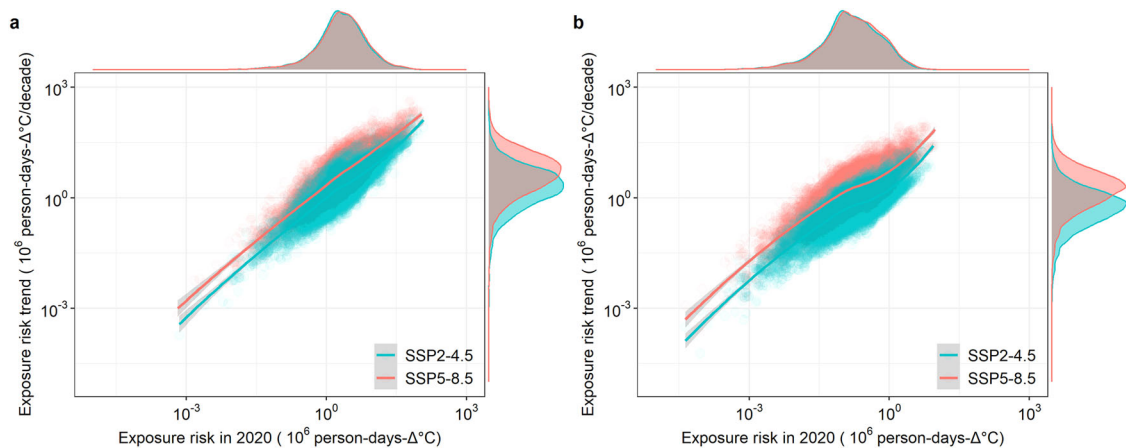 a
Exposure risk trend ( 10⁶ person-days-Δ°C/decade)
10³
10⁰
10⁻³
SSP2-4.5
SSP5-8.5
10⁻³ 10⁰ 10³
Exposure risk in 2020 ( 10⁶ person-days-Δ°C)
b
Exposure risk trend ( 10⁶ person-days-Δ°C/decade)
10³
10⁰
10⁻³
SSP2-4.5
SSP5-8.5
10⁻³ 10⁰ 10³
Exposure risk in 2020 ( 10⁶ person-days-Δ°C)